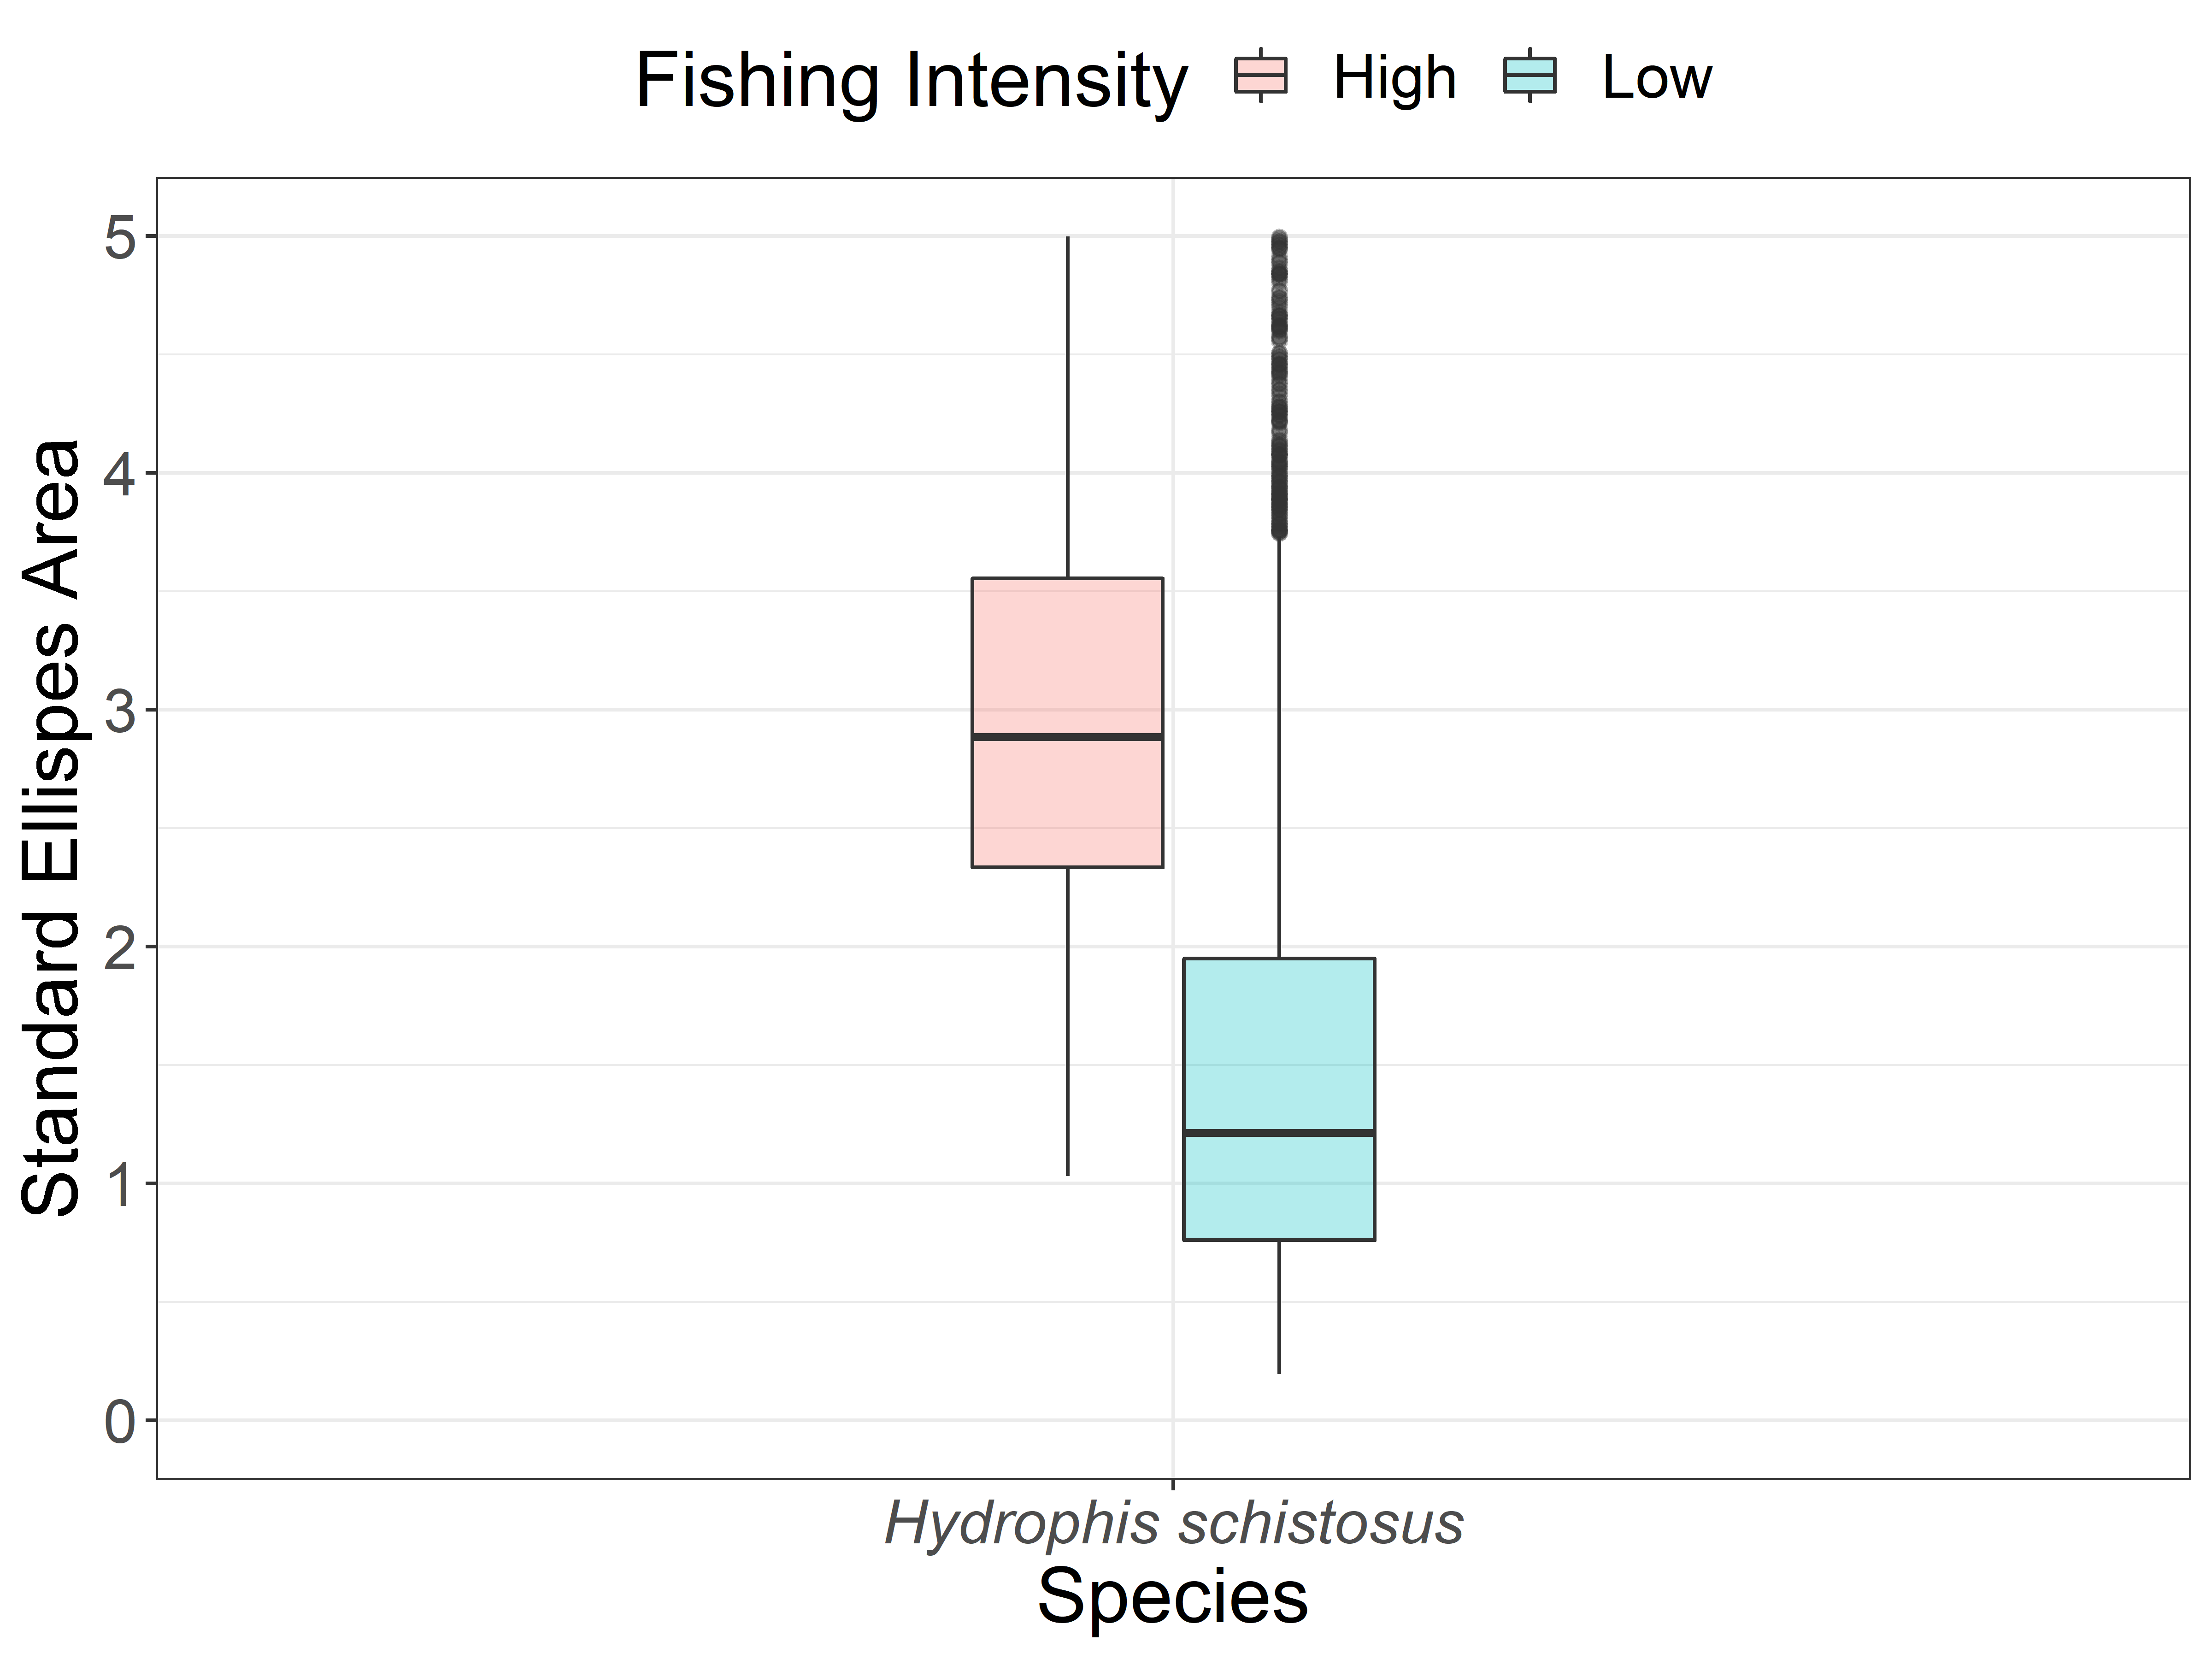 Fishing Intensity High Low
Standard Ellispes Area
5
4
3
2
1
0
Hydrophis schistosus
Species